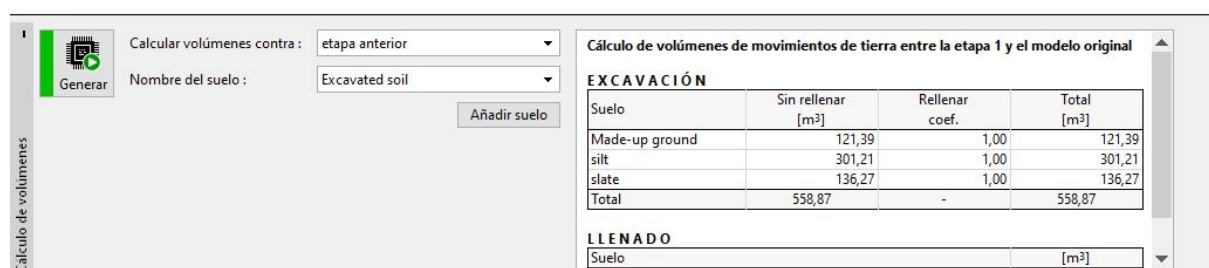 Calcular volúmenes contra :
etapa anterior
Generar
Nombre del suelo :
Excavated soil
Añadir suelo
Cálculo de volúmenes
Cálculo de volúmenes de movimientos de tierra entre la etapa 1 y el modelo original
EXCAVACIÓN
Suelo Sin rellenar Rellenar Total
[m³] coef. [m³]
Made-up ground 121,39 1,00 121,39
silt 301,21 1,00 301,21
slate 136,27 1,00 136,27
Total 558,87 - 558,87
LLENADO
Suelo [m³]